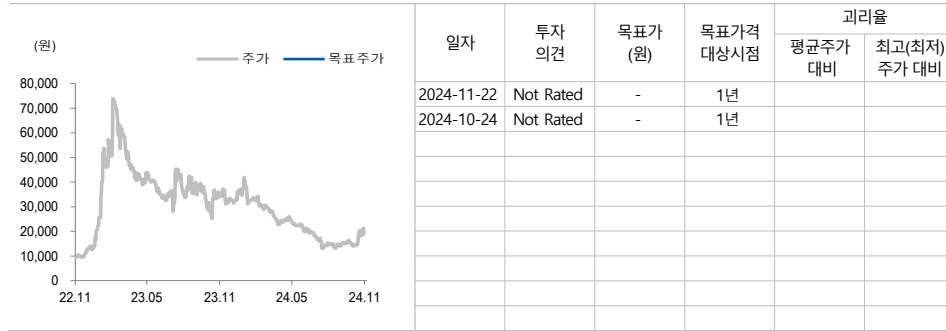 (원)
주가 목표주가
80,000
70,000
60,000
50,000
40,000
30,000
20,000
10,000
0
22.11 23.05 23.11 24.05 24.11
일자 투자 의견 목표가 (원) 목표가격 대상시점 괴리율
평균주가 대비 최고(최저) 주가 대비
2024-11-22 Not Rated - 1년
2024-10-24 Not Rated - 1년